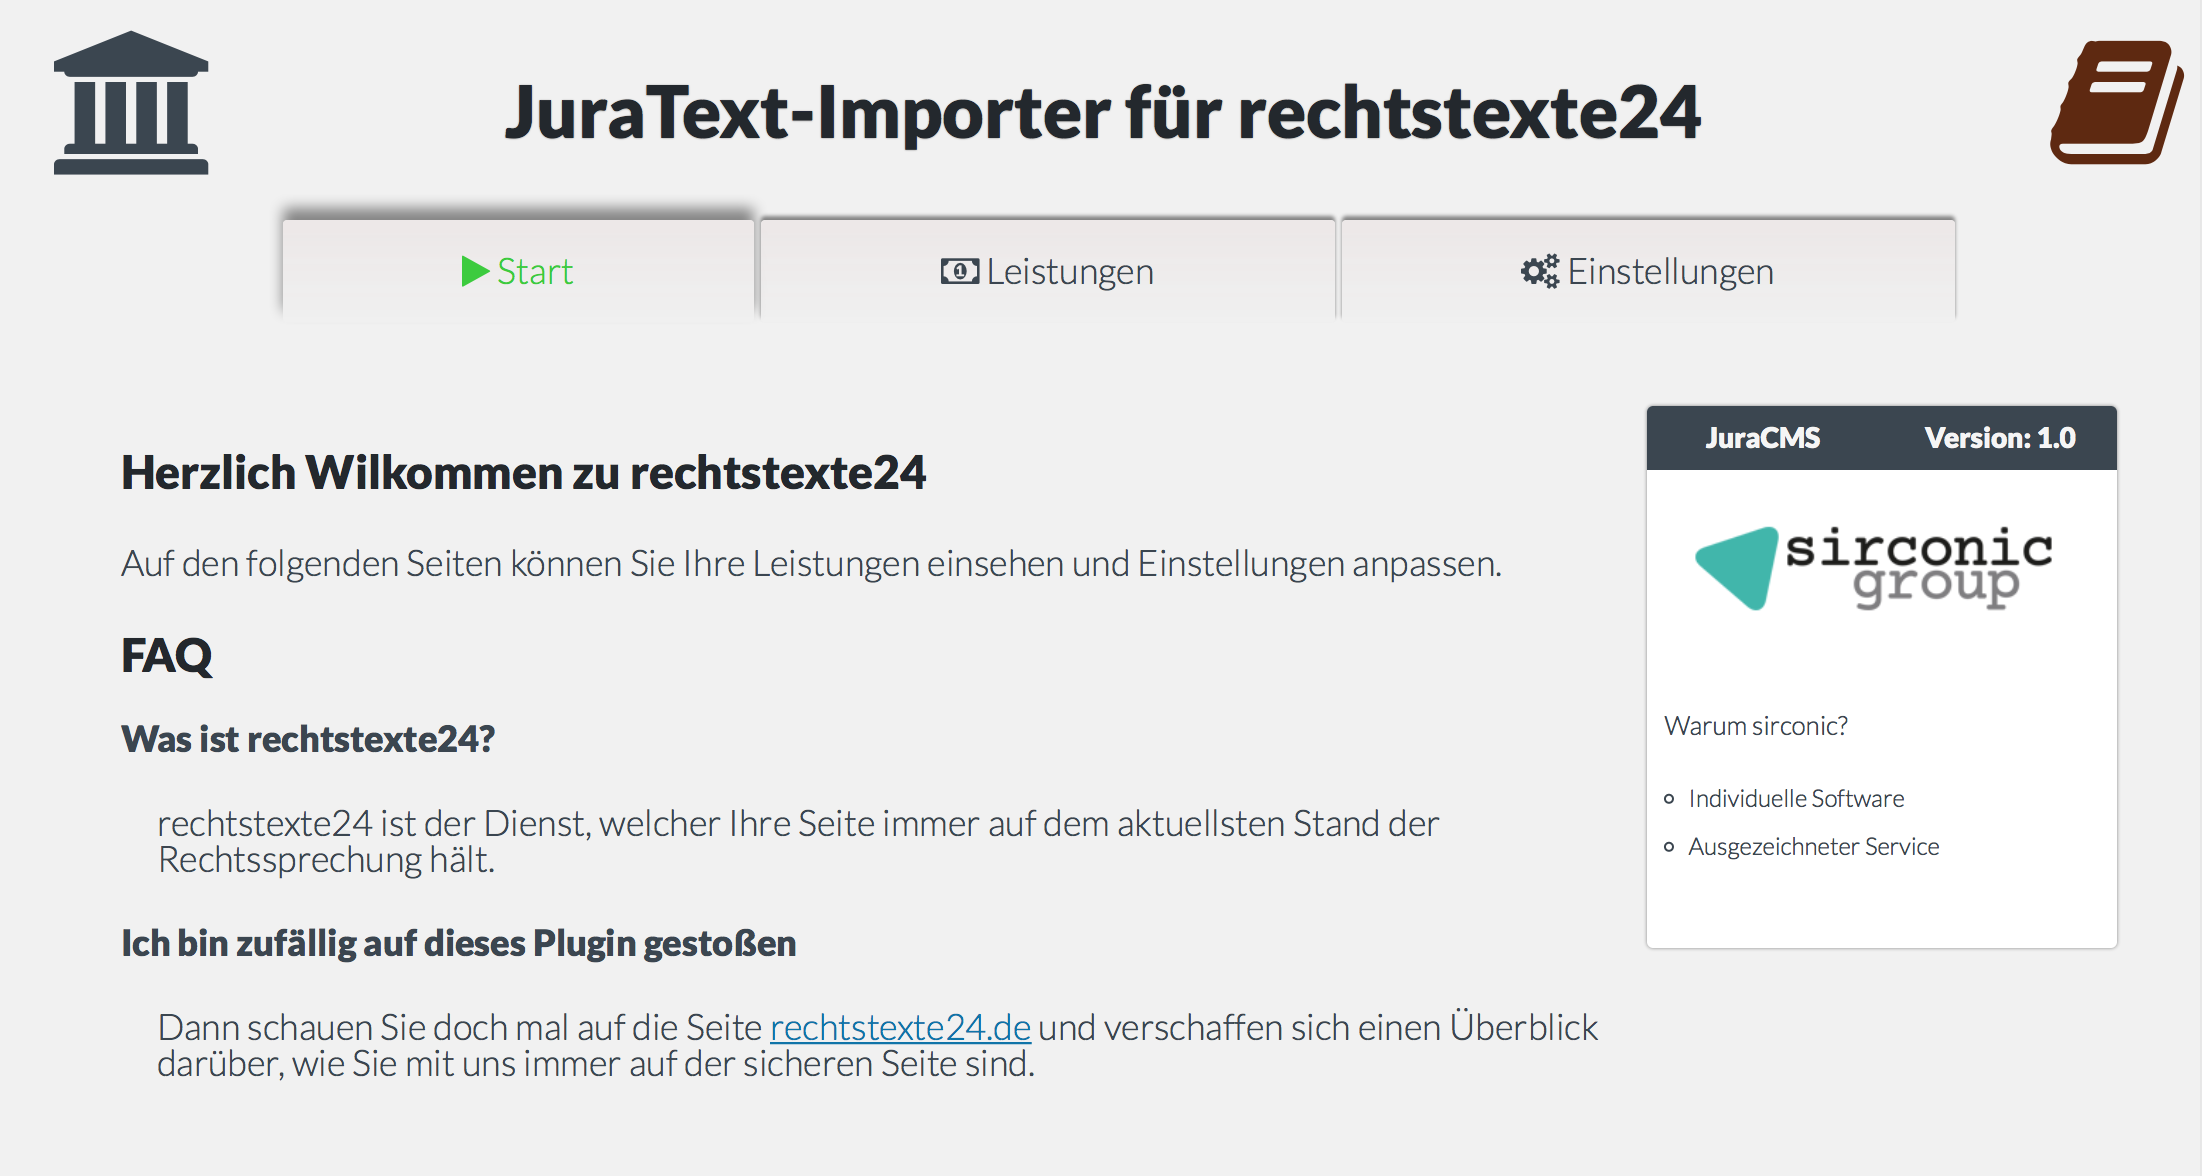 JuraText-Importer für rechtstexte24
Start
Leistungen
Einstellungen
Herzlich Wilkommen zu rechtstexte24
Auf den folgenden Seiten können Sie Ihre Leistungen einsehen und Einstellungen anpassen.
FAQ
Was ist rechtstexte24?
rechtstexte24 ist der Dienst, welcher Ihre Seite immer auf dem aktuellsten Stand der
Rechtssprechung hält.
Ich bin zufällig auf dieses Plugin gestoßen
Dann schauen Sie doch mal auf die Seite rechtstexte24.de und verschaffen sich einen Überblick
darüber, wie Sie mit uns immer auf der sicheren Seite sind.
JuraCMS Version: 1.0
sirconic
group
Warum sirconic?
Individuelle Software
Ausgezeichneter Service